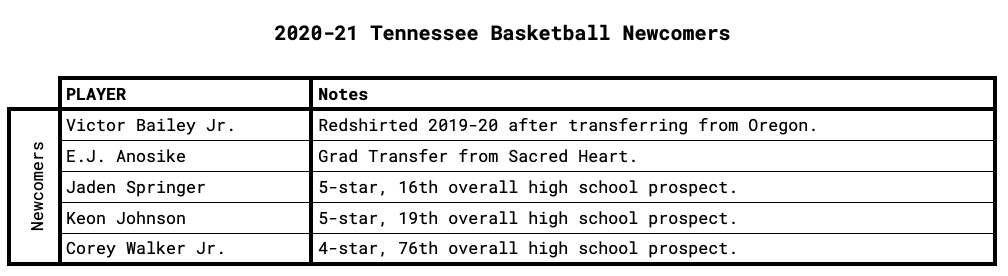 2020-21 Tennessee Basketball Newcomers
PLAYER Notes
Newcomers
Victor Bailey Jr. Redshirted 2019-20 after transferring from Oregon.
E.J. Anosike Grad Transfer from Sacred Heart.
Jaden Springer 5-star, 16th overall high school prospect.
Keon Johnson 5-star, 19th overall high school prospect.
Corey Walker Jr. 4-star, 76th overall high school prospect.